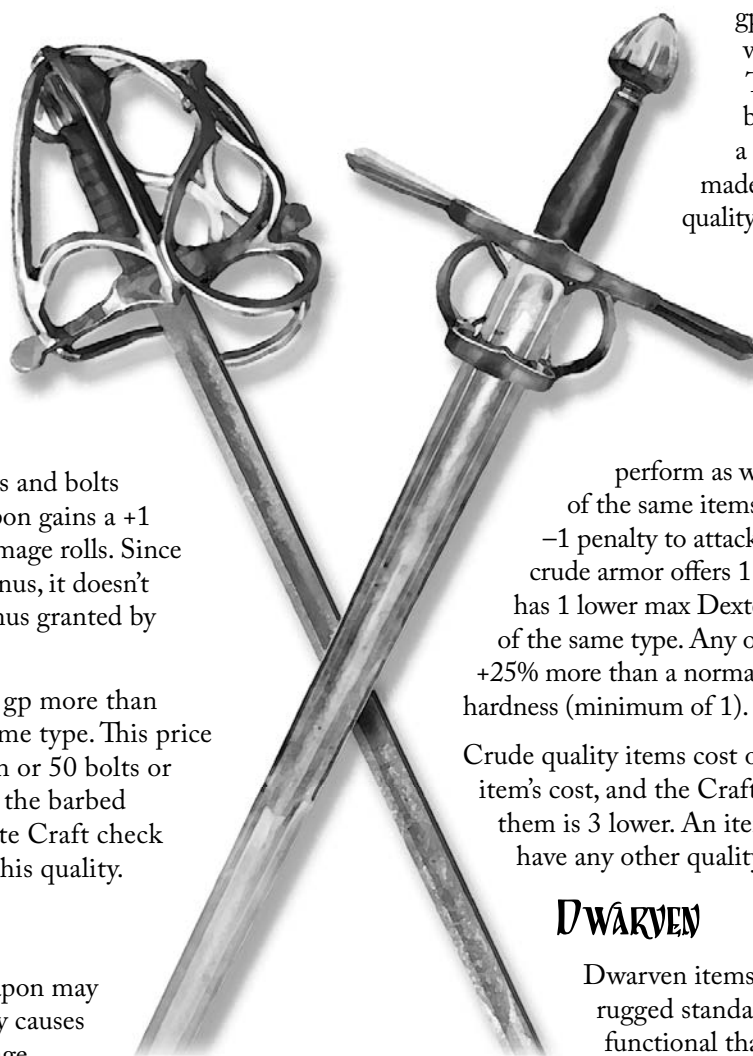 s and bolts
pon gains a +1
mage rolls. Since
nus, it doesn’t
nus granted by
gp more than
me type. This price
n or 50 bolts or
the barbed
te Craft check
his quality.
apon may
y causes
gp
a
made
quality
perform as w
of the same items
–1 penalty to attack
crude armor offers 1
has 1 lower max Dext
of the same type. Any o
+25% more than a norma
hardness (minimum of 1).
Crude quality items cost o
item’s cost, and the Craft
them is 3 lower. An ite
have any other quality
DWARVEN
Dwarven items
rugged standa
functional tha